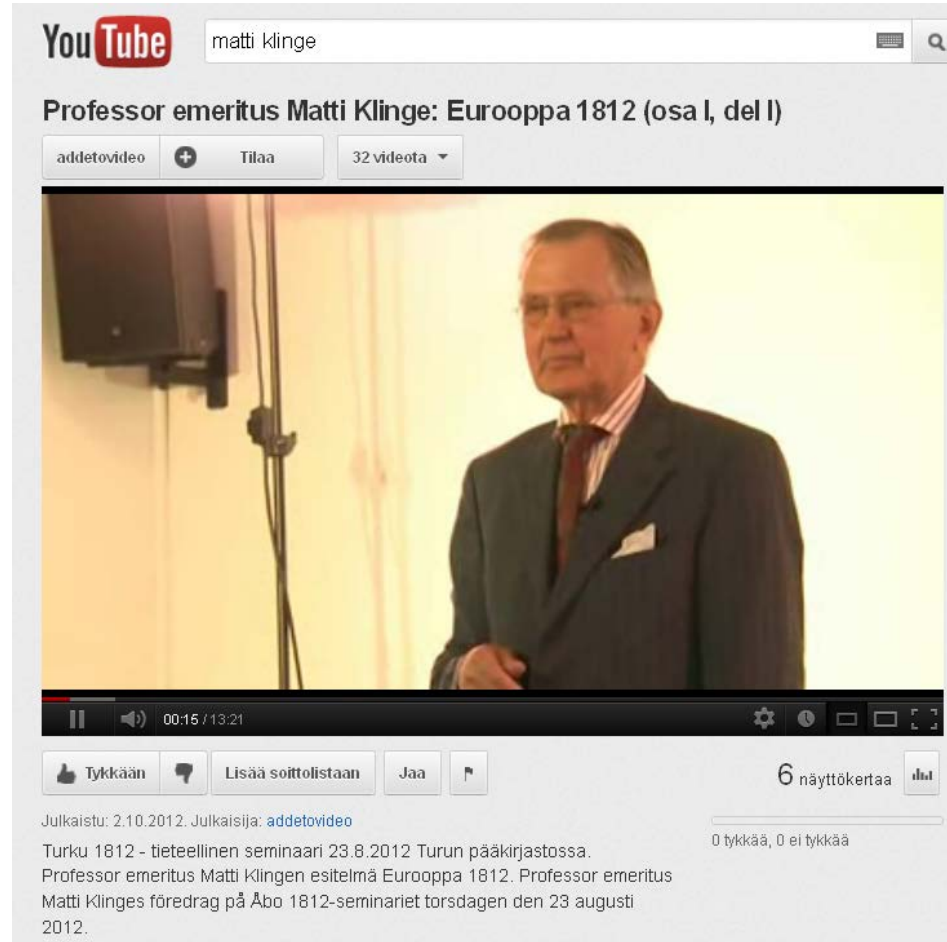 You Tube
matti klinge
Professor emeritus Matti Klinge: Eurooppa 1812 (osa I, del I)
addetovideo Tilaa 32 videota
00:15 / 13:21
Tykkään Lisää soittolistaan Jaa 6 näyttökertaa
Julkaistu: 2.10.2012. Julkaisija: addetovideo
0 tykkää, 0 ei tykkää
Turku 1812 - tieteellinen seminaari 23.8.2012 Turun pääkirjastossa.
Professor emeritus Matti Klingen esitelmä Eurooppa 1812. Professor emeritus
Matti Klinges föredrag på Åbo 1812-seminariet torsdagen den 23 augusti
2012.